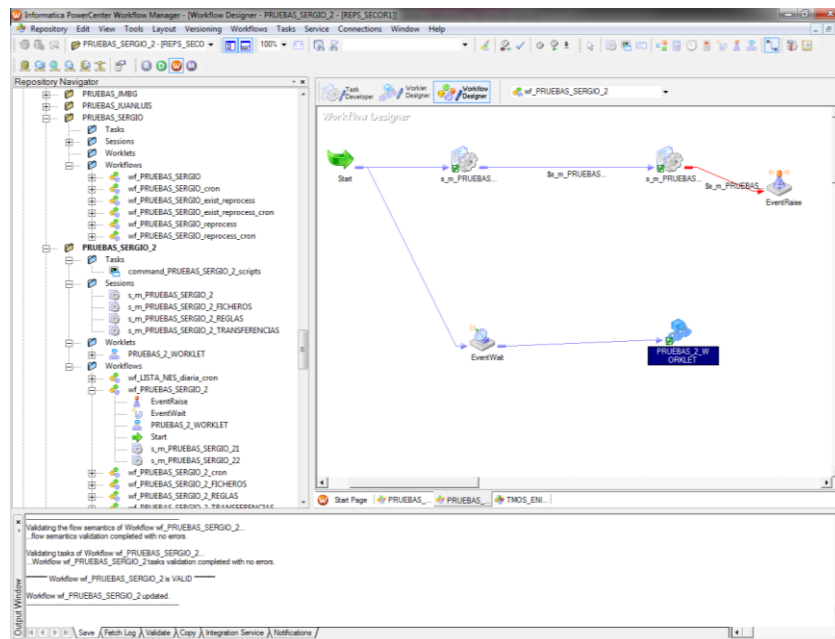 Informatica PowerCenter Workflow Manager - [Workflow Designer - PRUEBAS_SERGIO_2 - [REPS_SECOR1]]
Repository Edit View Tools Layout Versioning Workflows Tasks Service Connections Window Help
PRUEBAS_SERGIO_2 - [REPS_SECO 100%
Repository Navigator
PRUEBAS_JMBG
PRUEBAS_JUANLUIS
PRUEBAS_SERGIO
Tasks
Sessions
Worklets
Workflows
wf_PRUEBAS_SERGIO
wf_PRUEBAS_SERGIO_cron
wf_PRUEBAS_SERGIO_exist_reprocess
wf_PRUEBAS_SERGIO_exist_reprocess_cron
wf_PRUEBAS_SERGIO_reprocess
wf_PRUEBAS_SERGIO_reprocess_cron
PRUEBAS_SERGIO_2
Tasks
command_PRUEBAS_SERGIO_2_scripts
Sessions
s_m_PRUEBAS_SERGIO_2
s_m_PRUEBAS_SERGIO_2_FICHEROS
s_m_PRUEBAS_SERGIO_2_REGLAS
s_m_PRUEBAS_SERGIO_2_TRANSFERENCIAS
Worklets
PRUEBAS_2_WORKLET
Workflows
wf_LISTA_NES_diaria_cron
wf_PRUEBAS_SERGIO_2
EventRaise
EventWait
PRUEBAS_2_WORKLET
Start
s_m_PRUEBAS_SERGIO_21
s_m_PRUEBAS_SERGIO_22
wf_PRUEBAS_SERGIO_2_cron
wf_PRUEBAS_SERGIO_2_FICHEROS
wf_PRUEBAS_SERGIO_2_REGLAS
wf_PRUEBAS_SERGIO_2_TRANSFERENCIAS
Task Developer
Worklet Designer
Workflow Designer
wf_PRUEBAS_SERGIO_2
Workflow Designer
Start
s_m_PRUEBAS...
$s_m_PRUEBAS...
s_m_PRUEBAS...
$s_m_PRUEBAS...
EventRaise
EventWait
PRUEBAS_2_W
ORKLET
Start Page PRUEBAS_... PRUEBAS_... TMOS_ENI...
Output Window
Validating the flow semantics of Workflow wf_PRUEBAS_SERGIO_2...
...flow semantics validation completed with no errors.
Validating tasks of Workflow wf_PRUEBAS_SERGIO_2...
...Workflow wf_PRUEBAS_SERGIO_2 tasks validation completed with no errors.
******** Workflow wf_PRUEBAS_SERGIO_2 is VALID ********
Workflow wf_PRUEBAS_SERGIO_2 updated.
Save Fetch Log Validate Copy Integration Service Notifications